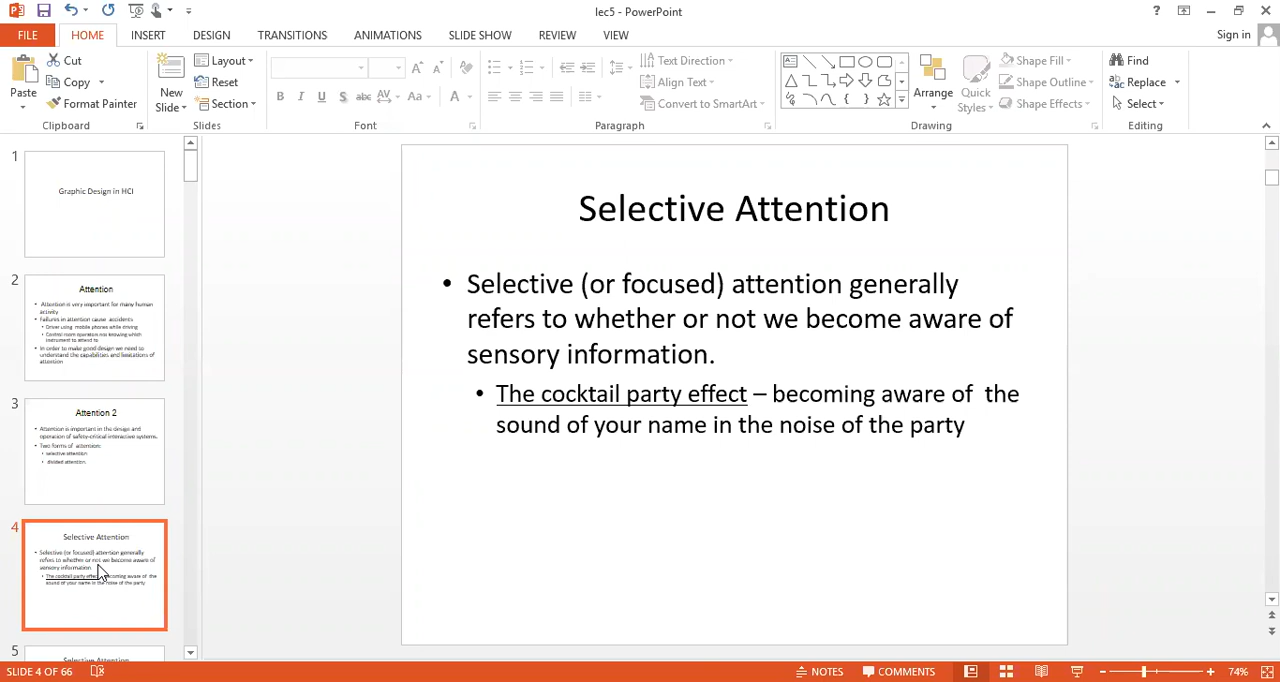 lec5 - PowerPoint
?
Sign in
FILE HOME INSERT DESIGN TRANSITIONS ANIMATIONS SLIDE SHOW REVIEW VIEW
Paste
Cut
Copy
Format Painter
Clipboard
New
Slide
Layout
Reset
Section
Slides
B I U S abc AV Aa A
Font
Text Direction
Align Text
Convert to SmartArt
Paragraph
Arrange
Quick
Styles
Shape Fill
Shape Outline
Shape Effects
Drawing
Find
Replace
Select
Editing
1
Graphic Design in HCI
2
Attention
• Attention is very important for many human
activity
• Failures in attention cause accidents
• Driver using mobile phones while driving
• Control room operators not knowing which
instrument to attend to
• In order to make good design we need to
understand the capabilities and limitations of
attention
3
Attention 2
• Attention is important in the design and
operation of safety-critical interactive systems.
• Two forms of attention:
• selective attention
• divided attention.
4
Selective Attention
• Selective (or focused) attention generally
refers to whether or not we become aware of
sensory information.
• The cocktail party effect becoming aware of the
sound of your name in the noise of the party
5
Selective Attention
Selective Attention
• Selective (or focused) attention generally
refers to whether or not we become aware of
sensory information.
• The cocktail party effect – becoming aware of the
sound of your name in the noise of the party
SLIDE 4 OF 66
NOTES
COMMENTS
74%